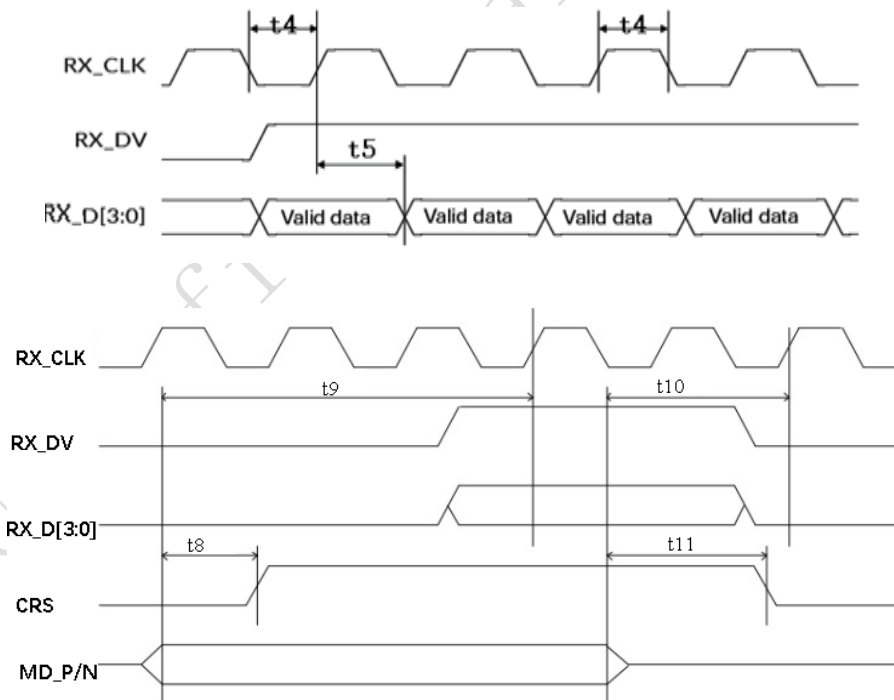 t4 t4
RX_CLK
RX_DV
t5
RX_D[3:0] Valid data Valid data Valid data Valid data
RX_CLK
t9 t10
RX_DV
RX_D[3:0]
t8 t11
CRS
MD_P/N